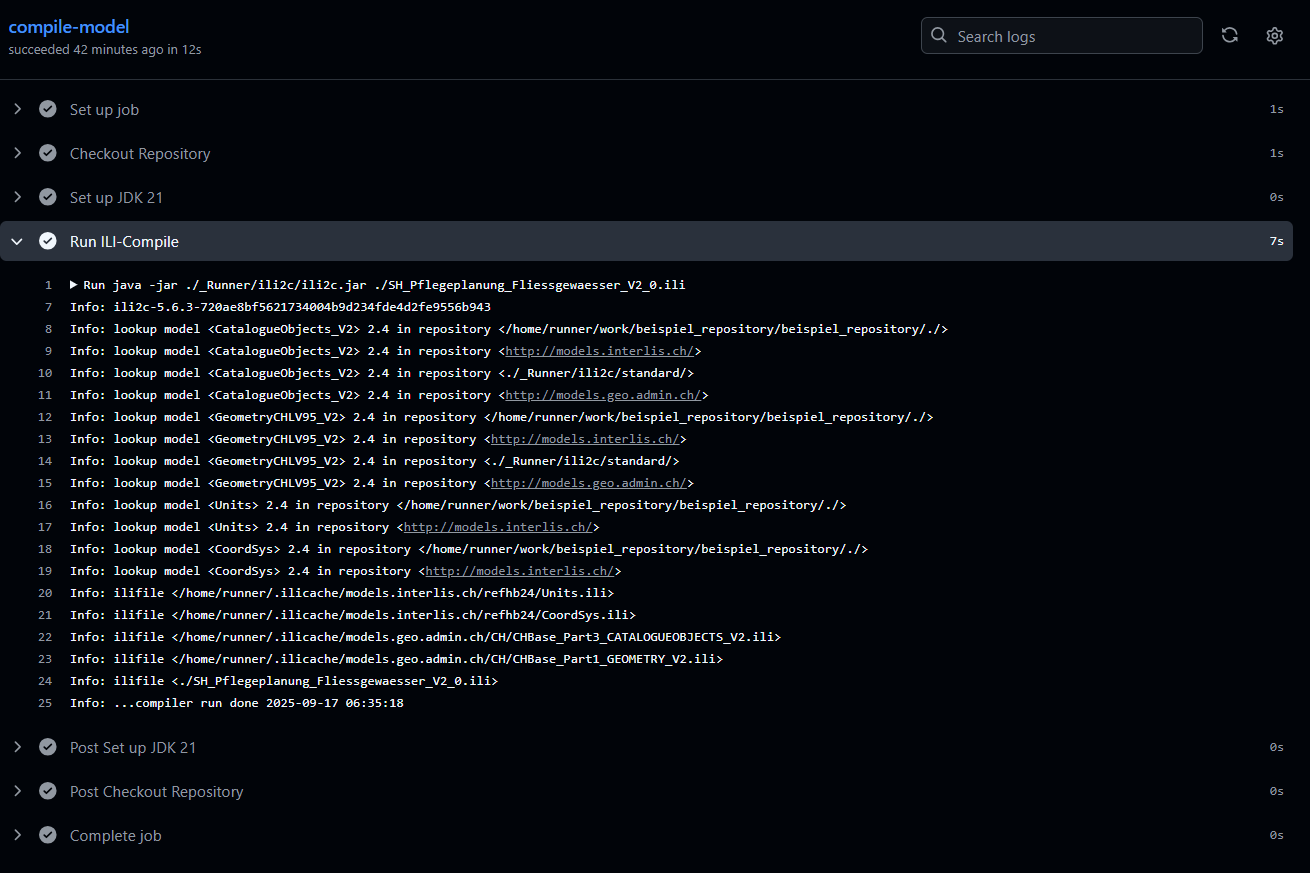 compile-model
succeeded 42 minutes ago in 12s
Search logs
Set up job 1s
Checkout Repository 1s
Set up JDK 21 0s
Run ILI-Compile 7s
1 Run java -jar ./_Runner/ili2c/ili2c.jar ./SH_Pflegeplanung_Fliessgewaesser_V2_0.ili
7 Info: ili2c-5.6.3-720ae8bf5621734004b9d234fde4d2fe9556b943
8 Info: lookup model <CatalogueObjects_V2> 2.4 in repository </home/runner/work/beispiel_repository/beispiel_repository/./>
9 Info: lookup model <CatalogueObjects_V2> 2.4 in repository <http://models.interlis.ch/>
10 Info: lookup model <CatalogueObjects_V2> 2.4 in repository <./_Runner/ili2c/standard/>
11 Info: lookup model <CatalogueObjects_V2> 2.4 in repository <http://models.geo.admin.ch/>
12 Info: lookup model <GeometryCHLV95_V2> 2.4 in repository </home/runner/work/beispiel_repository/beispiel_repository/./>
13 Info: lookup model <GeometryCHLV95_V2> 2.4 in repository <http://models.interlis.ch/>
14 Info: lookup model <GeometryCHLV95_V2> 2.4 in repository <./_Runner/ili2c/standard/>
15 Info: lookup model <GeometryCHLV95_V2> 2.4 in repository <http://models.geo.admin.ch/>
16 Info: lookup model <Units> 2.4 in repository </home/runner/work/beispiel_repository/beispiel_repository/./>
17 Info: lookup model <Units> 2.4 in repository <http://models.interlis.ch/>
18 Info: lookup model <CoordSys> 2.4 in repository </home/runner/work/beispiel_repository/beispiel_repository/./>
19 Info: lookup model <CoordSys> 2.4 in repository <http://models.interlis.ch/>
20 Info: ilifile </home/runner/.ilicache/models.interlis.ch/refhb24/Units.ili>
21 Info: ilifile </home/runner/.ilicache/models.interlis.ch/refhb24/CoordSys.ili>
22 Info: ilifile </home/runner/.ilicache/models.geo.admin.ch/CH/CHBase_Part3_CATALOGUEOBJECTS_V2.ili>
23 Info: ilifile </home/runner/.ilicache/models.geo.admin.ch/CH/CHBase_Part1_GEOMETRY_V2.ili>
24 Info: ilifile <./SH_Pflegeplanung_Fliessgewaesser_V2_0.ili>
25 Info: ...compiler run done 2025-09-17 06:35:18
Post Set up JDK 21 0s
Post Checkout Repository 0s
Complete job 0s